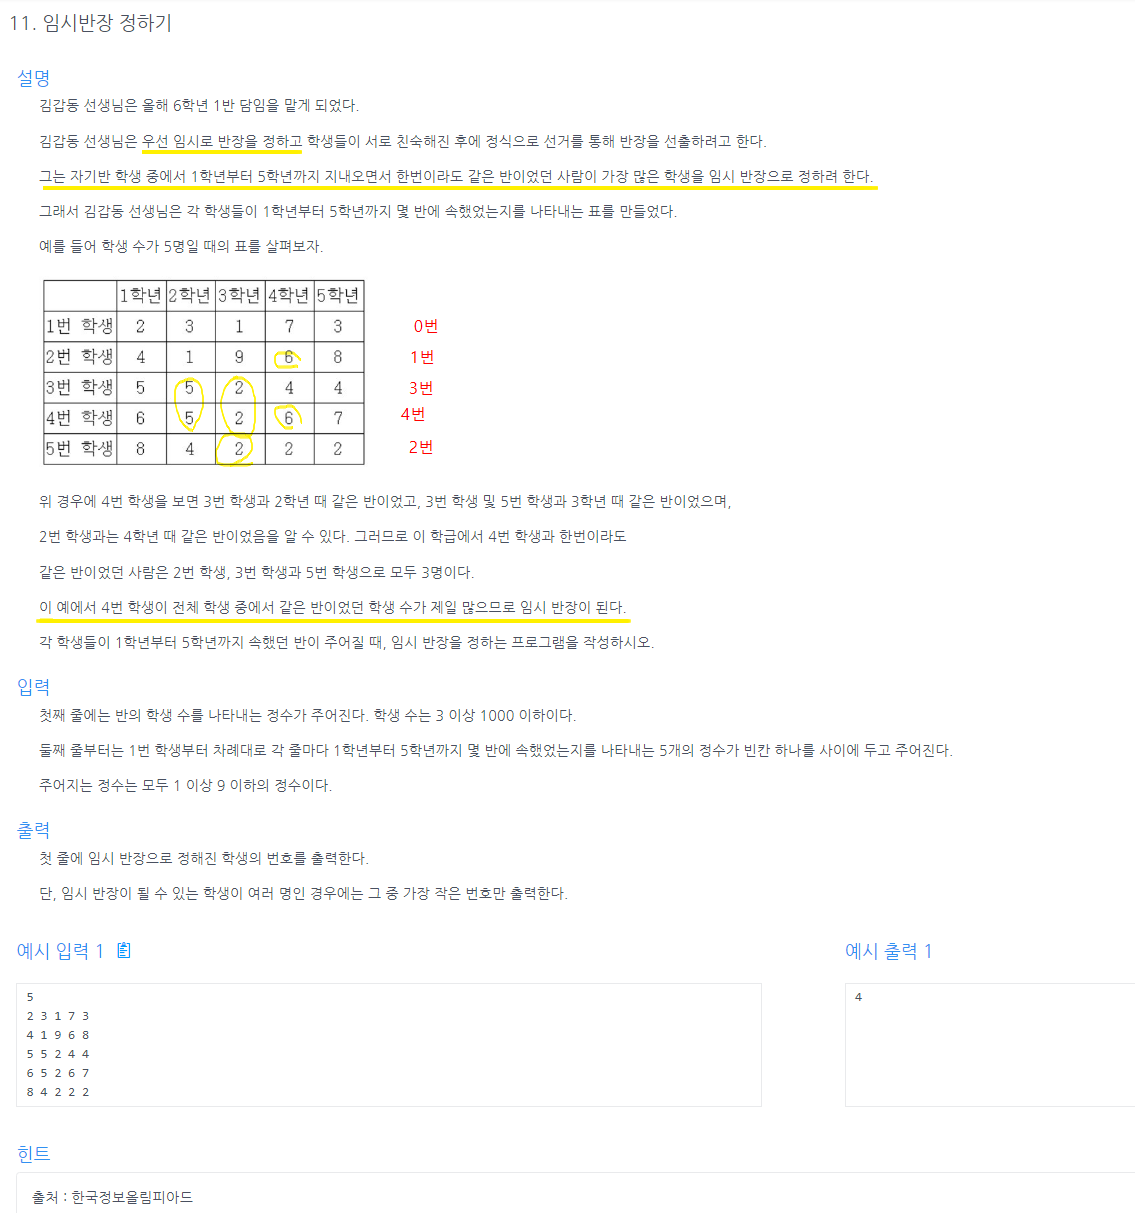 11. 임시반장 정하기
설명
김갑동 선생님은 올해 6학년 1반 담임을 맡게 되었다.
김갑동 선생님은 우선 임시로 반장을 정하고 학생들이 서로 친숙해진 후에 정식으로 선거를 통해 반장을 선출하려고 한다.
그는 자기반 학생 중에서 1학년부터 5학년까지 지내오면서 한번이라도 같은 반이었던 사람이 가장 많은 학생을 임시 반장으로 정하려 한다.
그래서 김갑동 선생님은 각 학생들이 1학년부터 5학년까지 몇 반에 속했었는지를 나타내는 표를 만들었다.
예를 들어 학생 수가 5명일 때의 표를 살펴보자.
1학년 2학년 3학년 4학년 5학년
1번 학생 2 3 1 7 3 0번
2번 학생 4 1 9 6 8 1번
3번 학생 5 5 2 4 4 3번
4번 학생 6 5 2 6 7 4번
5번 학생 8 4 2 2 2 2번
위 경우에 4번 학생을 보면 3번 학생과 2학년 때 같은 반이었고, 3번 학생 및 5번 학생과 3학년 때 같은 반이었으며,
2번 학생과는 4학년 때 같은 반이었음을 알 수 있다. 그러므로 이 학급에서 4번 학생과 한번이라도
같은 반이었던 사람은 2번 학생, 3번 학생과 5번 학생으로 모두 3명이다.
이 예에서 4번 학생이 전체 학생 중에서 같은 반이었던 학생 수가 제일 많으므로 임시 반장이 된다.
각 학생들이 1학년부터 5학년까지 속했던 반이 주어질 때, 임시 반장을 정하는 프로그램을 작성하시오.
입력
첫째 줄에는 반의 학생 수를 나타내는 정수가 주어진다. 학생 수는 3 이상 1000 이하이다.
둘째 줄부터는 1번 학생부터 차례대로 각 줄마다 1학년부터 5학년까지 몇 반에 속했었는지를 나타내는 5개의 정수가 빈칸 하나를 사이에 두고 주어진다.
주어지는 정수는 모두 1 이상 9 이하의 정수이다.
출력
첫 줄에 임시 반장으로 정해진 학생의 번호를 출력한다.
단, 임시 반장이 될 수 있는 학생이 여러 명인 경우에는 그 중 가장 작은 번호만 출력한다.
예시 입력 1
5
2 3 1 7 3
4 1 9 6 8
5 5 2 4 4
6 5 2 6 7
8 4 2 2 2
예시 출력 1
4
힌트
출처 : 한국정보올림피아드